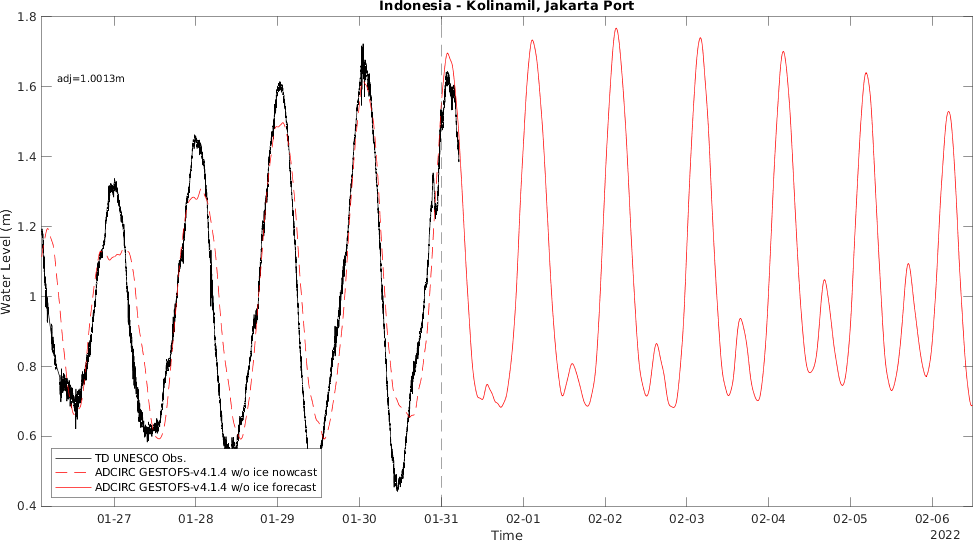 Indonesia - Kolinamil, Jakarta Port
1.8
adj=1.0013m
1.6
1.4
1.2
1
0.8
0.6
0.4
Water Level (m)
TD UNESCO Obs.
ADCIRC GESTOFS-v4.1.4 w/o ice nowcast
ADCIRC GESTOFS-v4.1.4 w/o ice forecast
01-27 01-28 01-29 01-30 01-31 02-01 02-02 02-03 02-04 02-05 02-06
Time
2022